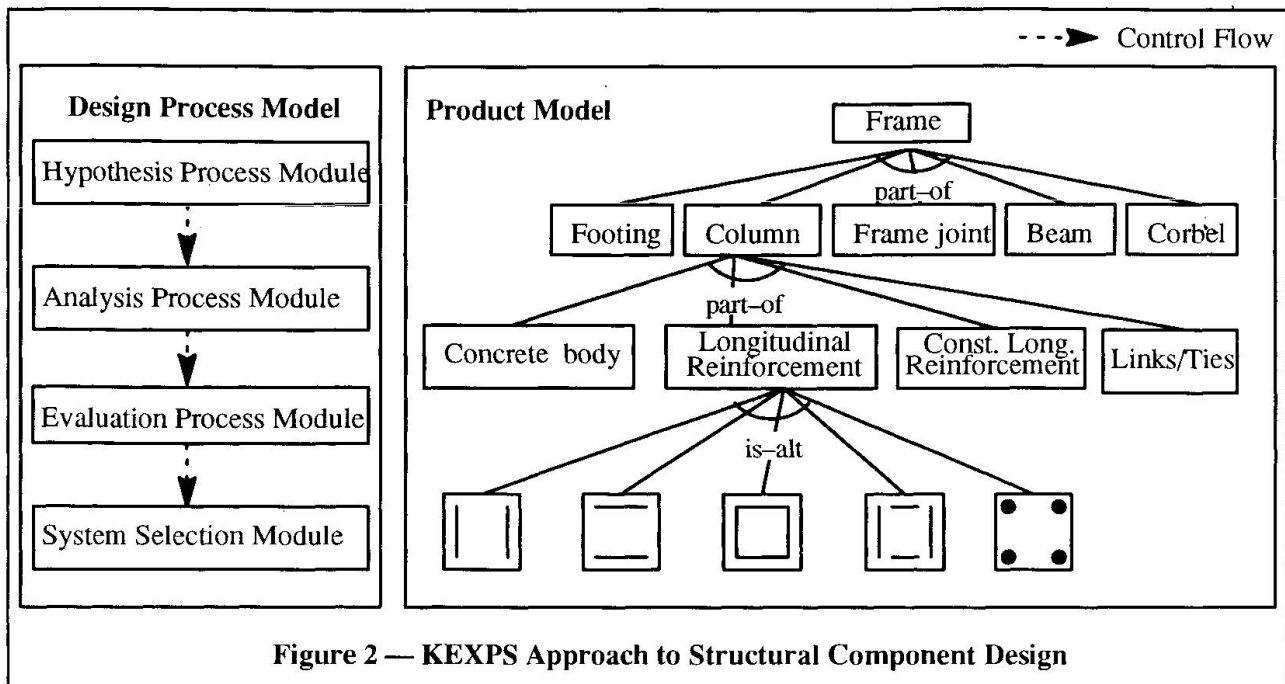 Control Flow
Design Process Model
Hypothesis Process Module
Analysis Process Module
Evaluation Process Module
System Selection Module
Product Model
Frame
part–of
Footing
Column
Frame joint
Beam
Corbel
part–of
Concrete body
Longitudinal
Reinforcement
Const. Long.
Reinforcement
Links/Ties
is–alt
Figure 2 — KEXPS Approach to Structural Component Design